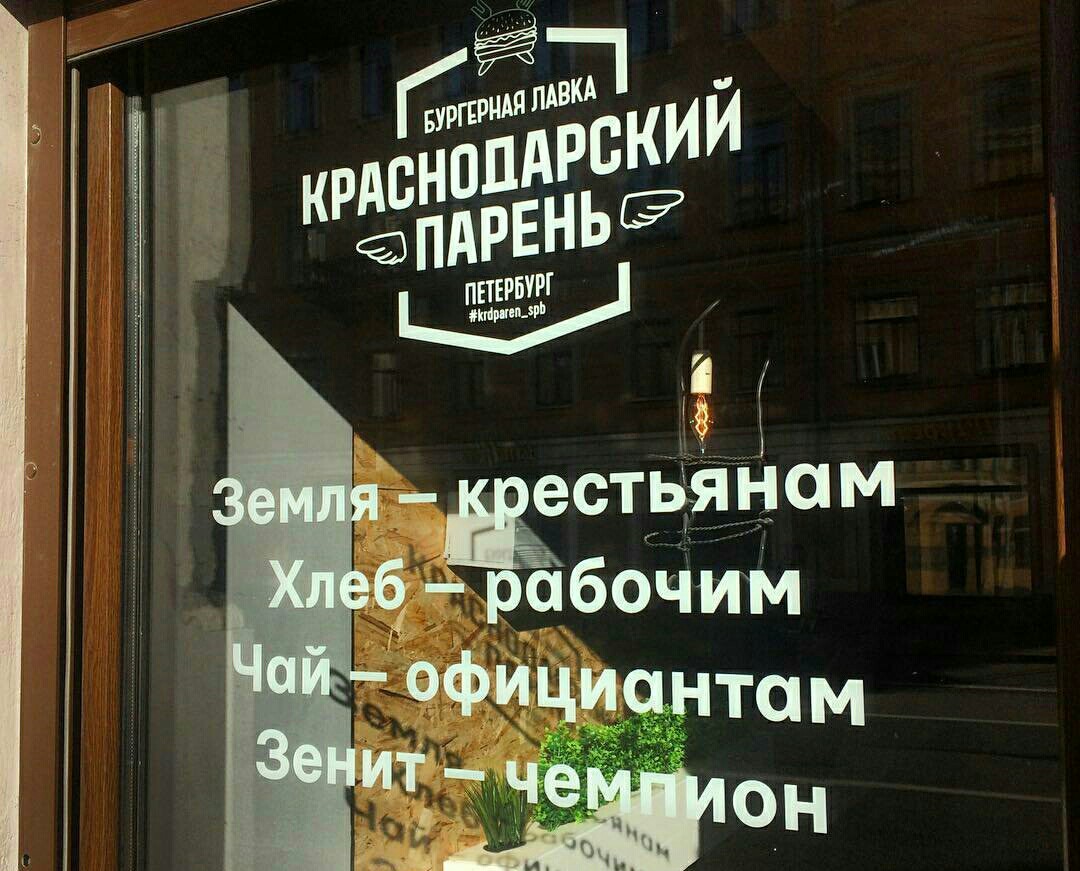 БУРГЕРНАЯ ЛАВКА
КРАСНОДАРСКИЙ
ПАРЕНЬ
ПЕТЕРБУРГ
#krdparen_spb
Земля — крестьянам
Хлеб — рабочим
Чай — официантам
Зенит — чемпион